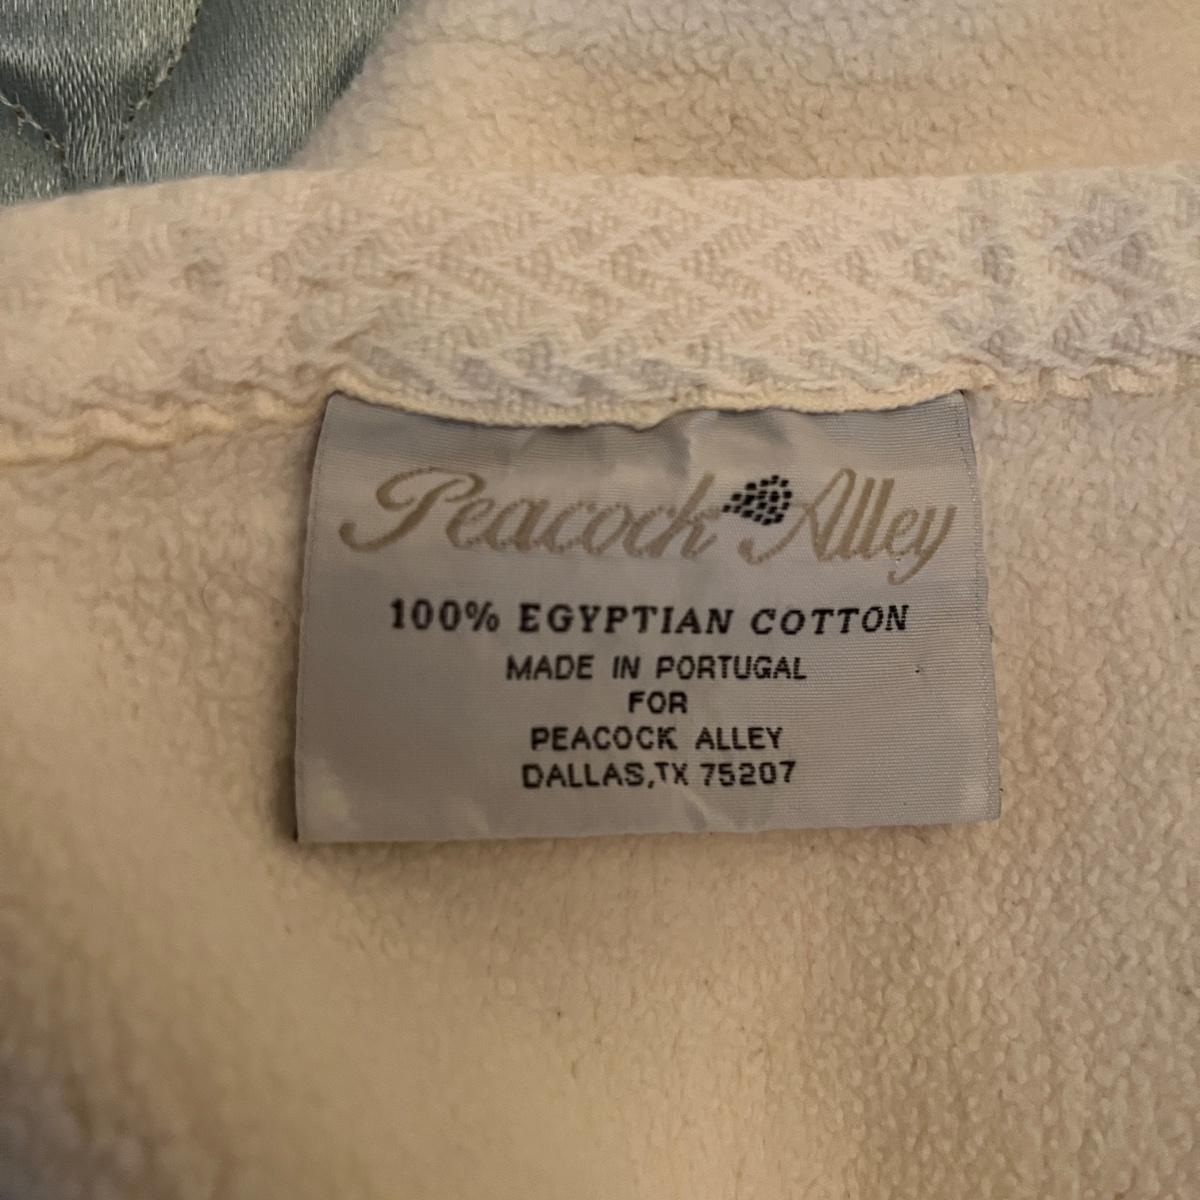 Peacock Alley
100% EGYPTIAN COTTON
MADE IN PORTUGAL
FOR
PEACOCK ALLEY
DALLAS,TX 75207